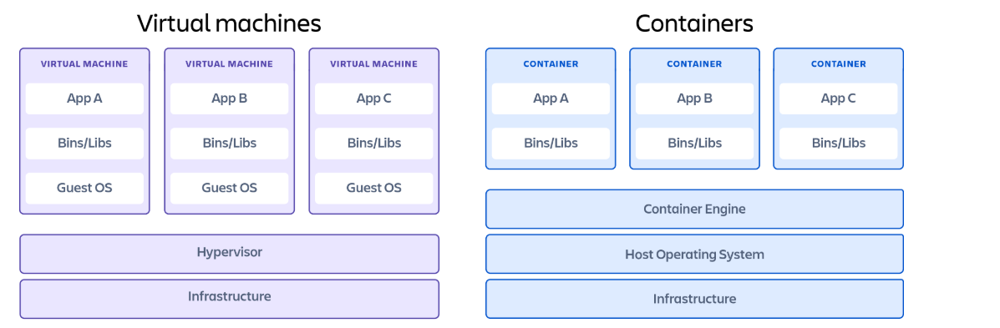 Virtual machines
VIRTUAL MACHINE
App A
Bins/Libs
Guest OS
VIRTUAL MACHINE
App B
Bins/Libs
Guest OS
VIRTUAL MACHINE
App C
Bins/Libs
Guest OS
Hypervisor
Infrastructure
Containers
CONTAINER
App A
Bins/Libs
CONTAINER
App B
Bins/Libs
CONTAINER
App C
Bins/Libs
Container Engine
Host Operating System
Infrastructure